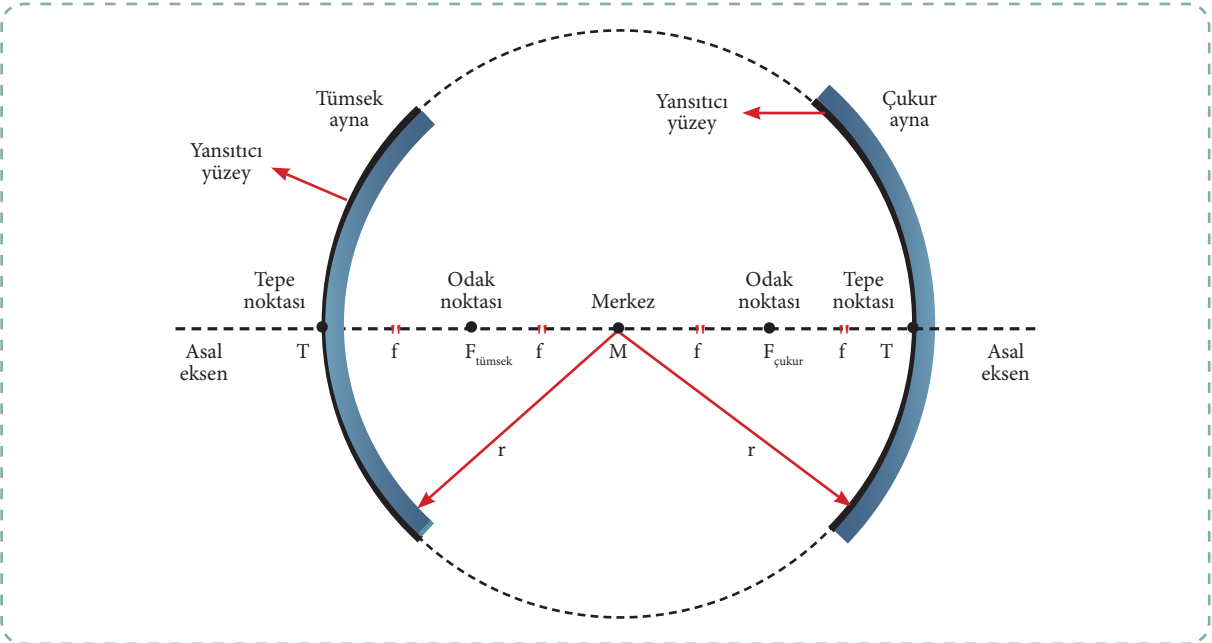 Tümsek
ayna
Yansıtıcı
yüzey
Yansıtıcı
yüzey
Çukur
ayna
Tepe
noktası
Odak
noktası
Merkez
Odak
noktası
Tepe
noktası
Asal
eksen
T
f
Ftümsek
f
M
f
Fçukur
f
T
Asal
eksen
r
r